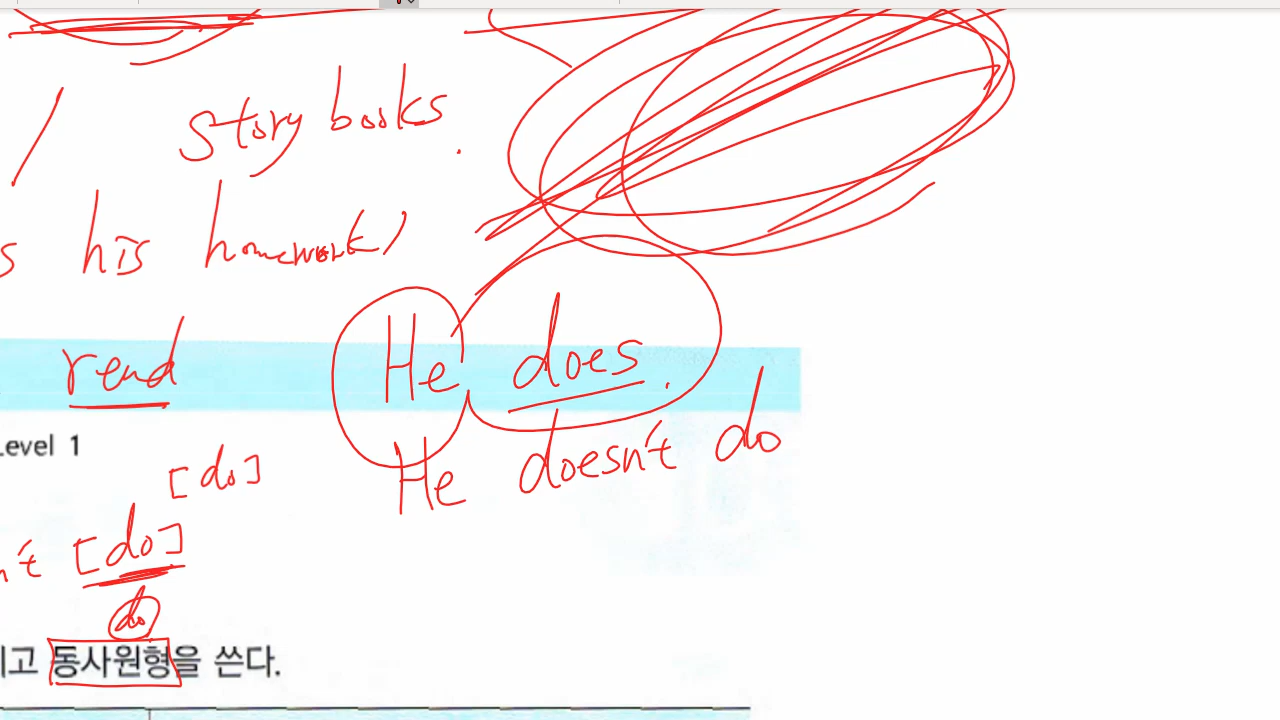 story books.
s his homework)
read He does.
Level 1
He doesn't do
[do]
n't [do]
do
이고 동사원형을 쓴다.